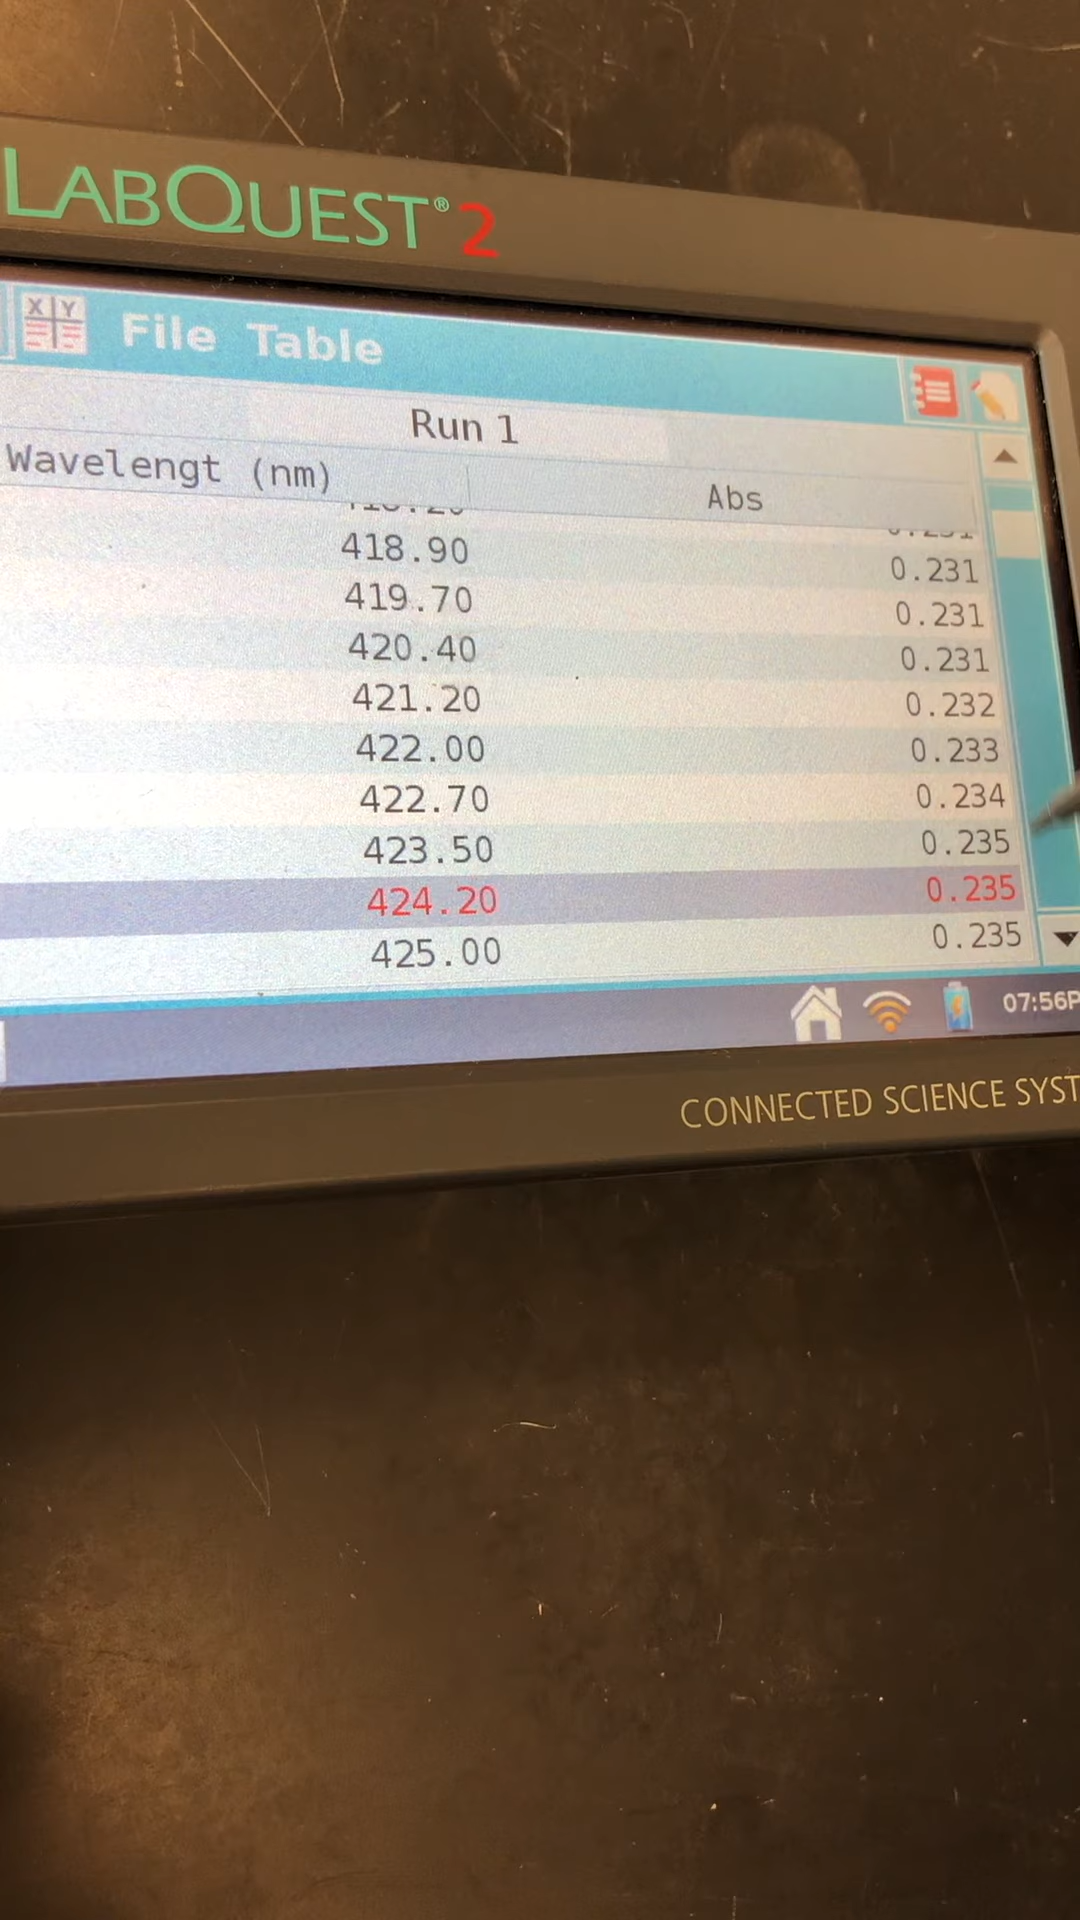 LABQUEST® 2
X Y File Table
Run 1
Wavelengt (nm) Abs
418.90 0.231
419.70 0.231
420.40 0.231
421.20 0.232
422.00 0.233
422.70 0.234
423.50 0.235
424.20 0.235
425.00 0.235
07:56P
CONNECTED SCIENCE SYST